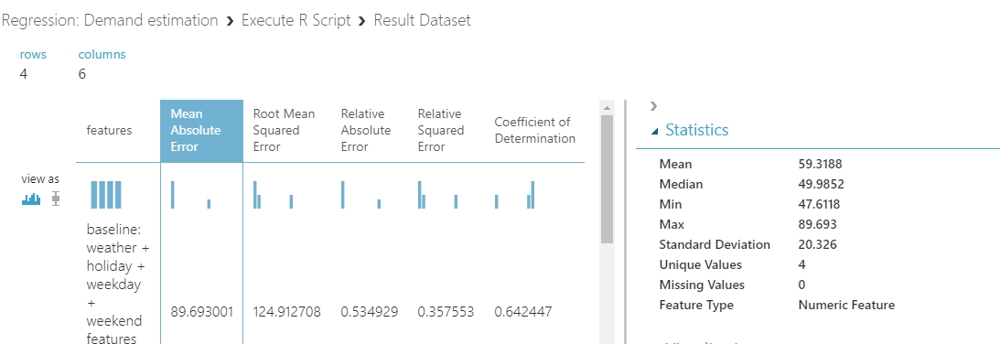 Regression: Demand estimation › Execute R Script › Result Dataset
rows columns
4 6
features
Mean Absolute Error
Root Mean Squared Error
Relative Absolute Error
Relative Squared Error
Coefficient of Determination
view as
baseline:
weather +
holiday +
weekday
+
weekend
features
89.693001 124.912708 0.534929 0.357553 0.642447
Statistics
Mean 59.3188
Median 49.9852
Min 47.6118
Max 89.693
Standard Deviation 20.326
Unique Values 4
Missing Values 0
Feature Type Numeric Feature